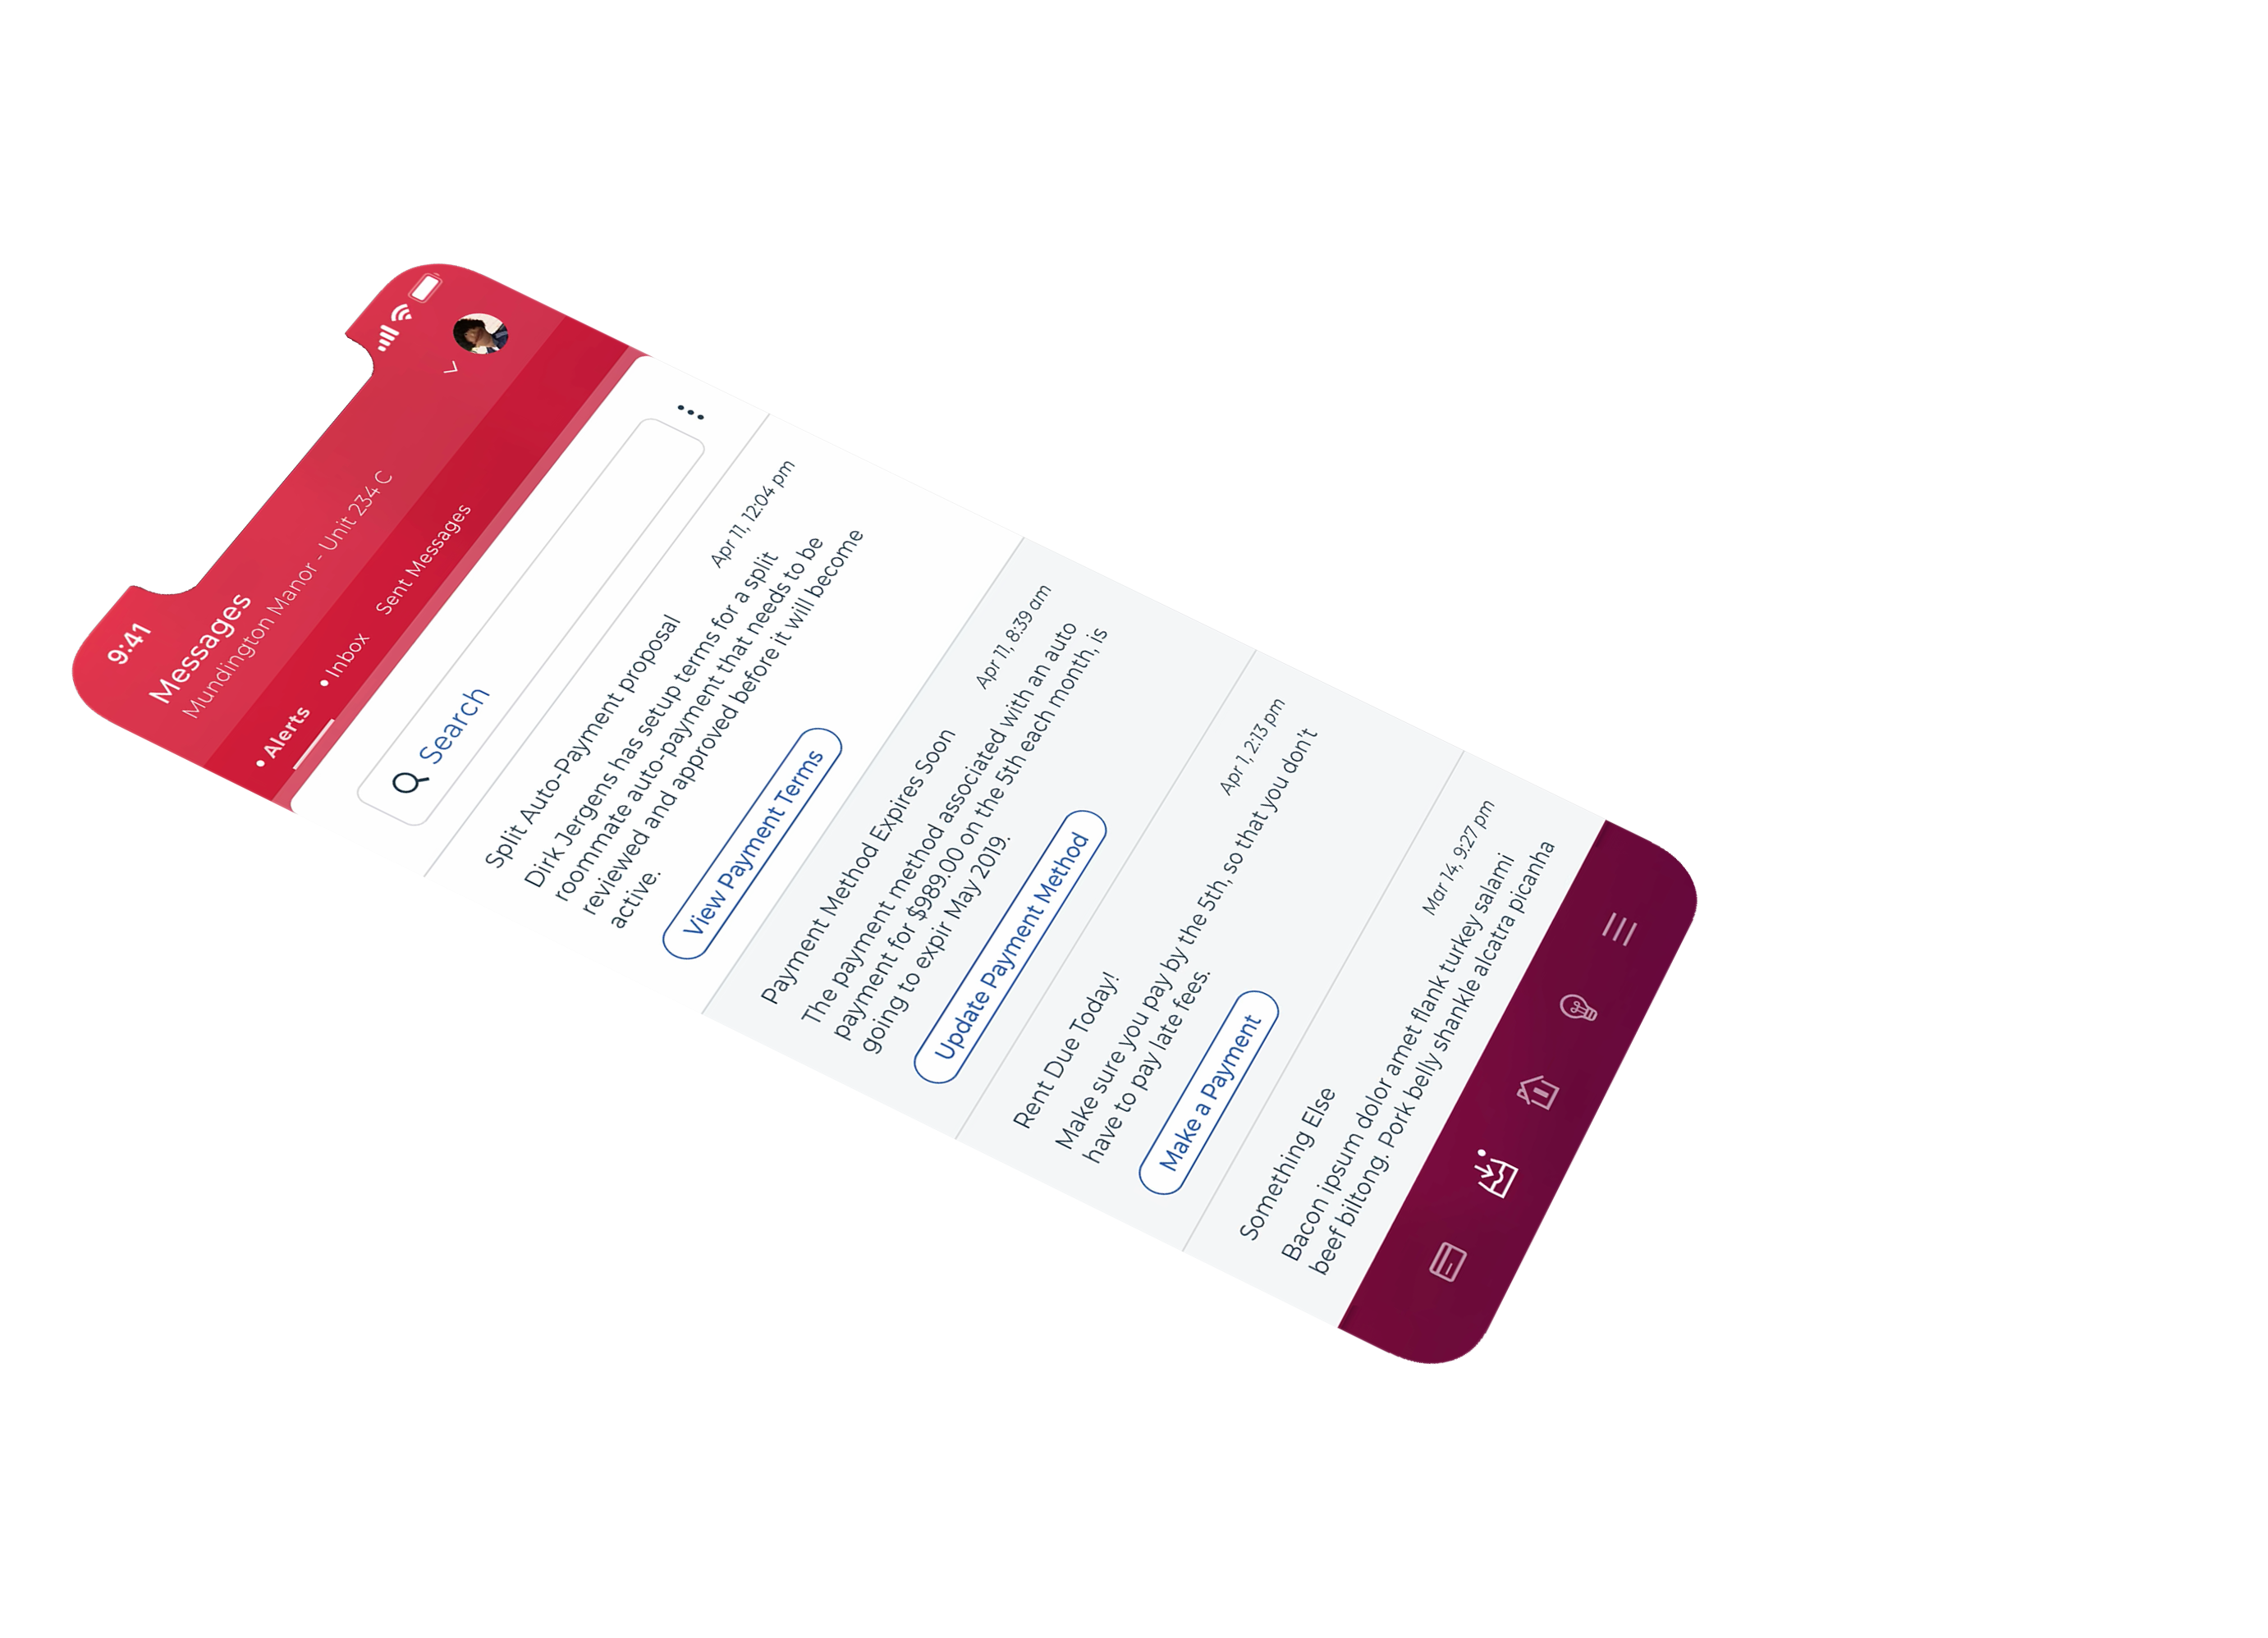 9:41
Messages
Mundington Manor - Unit 234 C
Alerts
Inbox
Sent Messages
Search
Split Auto-Payment proposal
Apr 11, 12:04 pm
Dirk Jergens has setup terms for a split
roommate auto-payment that needs to be
reviewed and approved before it will become
active.
View Payment Terms
Payment Method Expires Soon
Apr 11, 8:39 am
The payment method associated with an auto
payment for $989.00 on the 5th each month, is
going to expir May 2019.
Update Payment Method
Rent Due Today!
Apr 1, 2:13 pm
Make sure you pay by the 5th, so that you don't
have to pay late fees.
Make a Payment
Something Else
Mar 14, 9:27 pm
Bacon ipsum dolor amet flank turkey salami
beef biltong. Pork belly shankle alcatra picanha